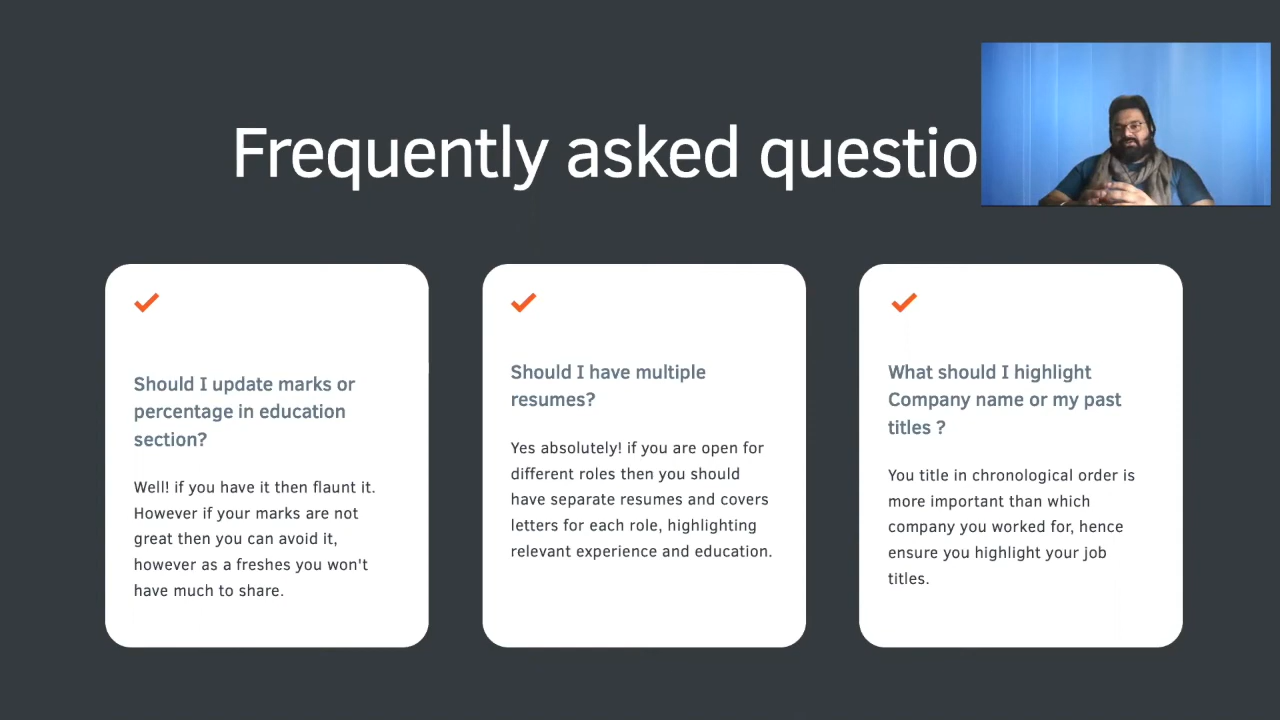 Frequently asked questio
Should I update marks or
percentage in education
section?
Well! if you have it then flaunt it.
However if your marks are not
great then you can avoid it,
however as a freshes you won't
have much to share.
Should I have multiple
resumes?
Yes absolutely! if you are open for
different roles then you should
have separate resumes and covers
letters for each role, highlighting
relevant experience and education.
What should I highlight
Company name or my past
titles ?
You title in chronological order is
more important than which
company you worked for, hence
ensure you highlight your job
titles.